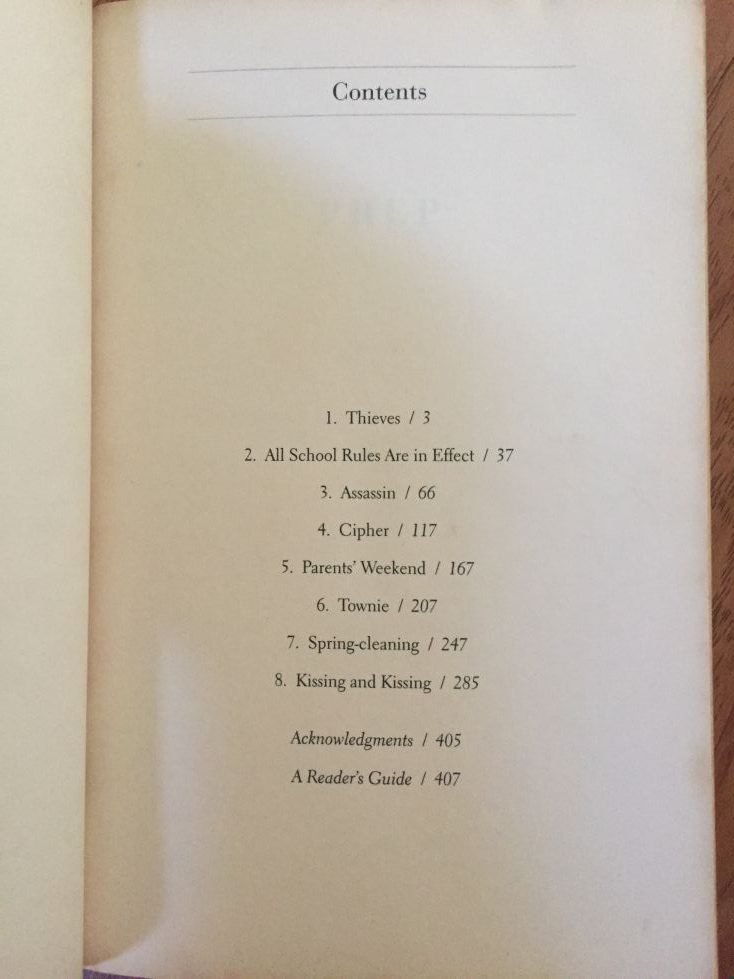 Contents
1. Thieves / 3
2. All School Rules Are in Effect / 37
3. Assassin / 66
4. Cipher / 117
5. Parents' Weekend / 167
6. Townie / 207
7. Spring-cleaning / 247
8. Kissing and Kissing / 285
Acknowledgments / 405
A Reader's Guide / 407